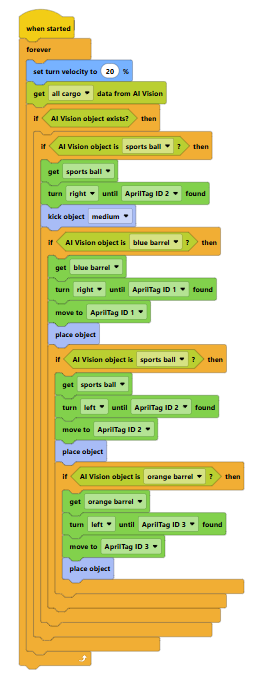 when started
forever
set turn velocity to 20 %
get all cargo data from AI Vision
if AI Vision object exists? then
if AI Vision object is sports ball ? then
get sports ball
turn right until AprilTag ID 2 found
kick object medium
if AI Vision object is blue barrel ? then
get blue barrel
turn right until AprilTag ID 1 found
move to AprilTag ID 1
place object
if AI Vision object is sports ball ? then
get sports ball
turn left until AprilTag ID 2 found
move to AprilTag ID 2
place object
if AI Vision object is orange barrel ? then
get orange barrel
turn left until AprilTag ID 3 found
move to AprilTag ID 3
place object